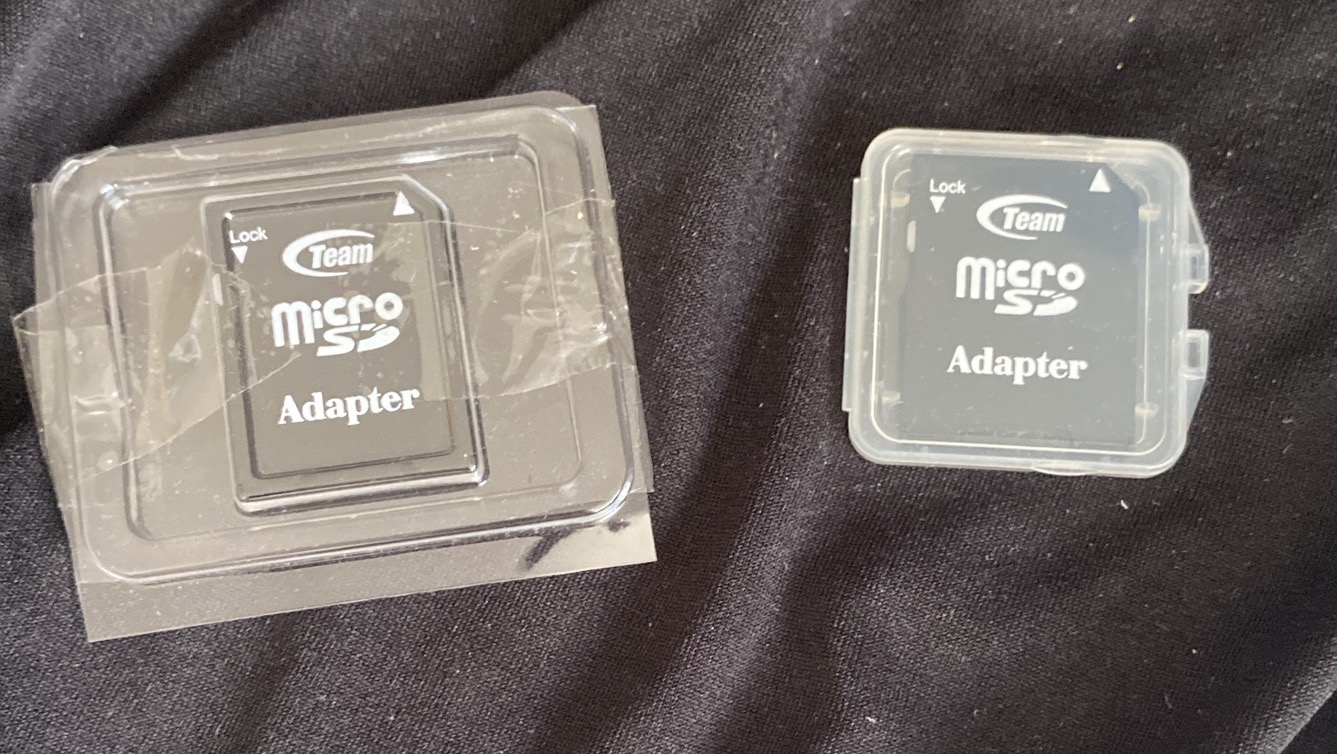 Lock
Team
Micro
SD
Adapter
Lock
Team
Micro
SD
Adapter